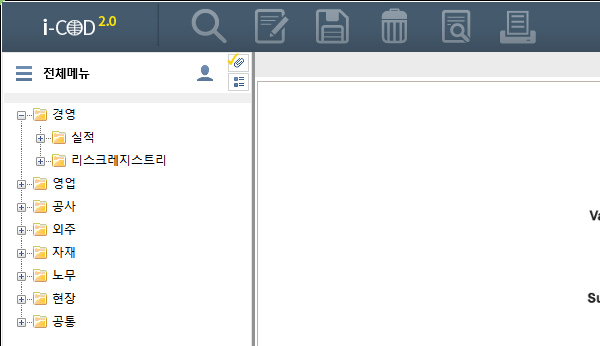 i-COD 2.0
전체메뉴
경영
실적
리스크레지스트리
영업
공사
외주
자재
노무
현장
공통
Va
Su